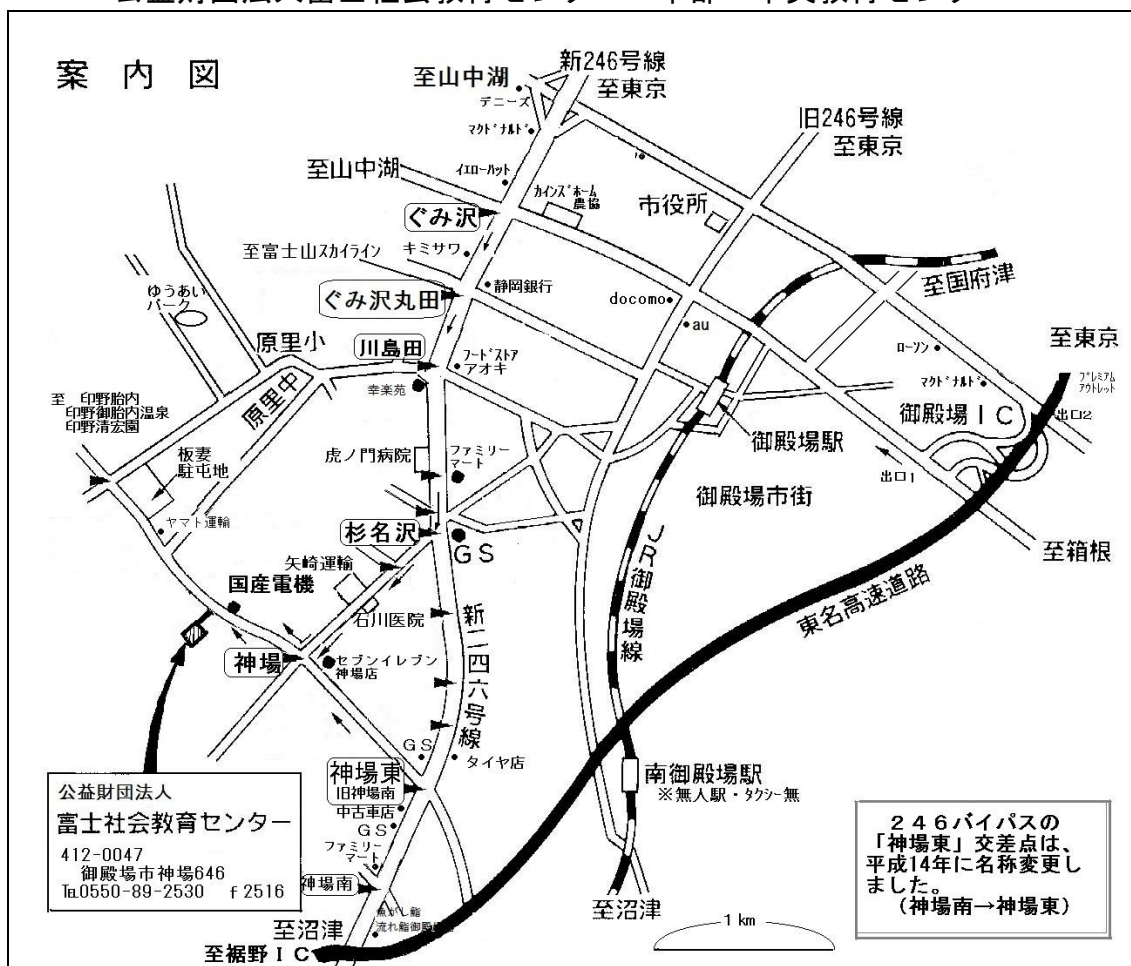 案 内 図
至山中湖
デニーズ
新246号線
至東京
マクドナルド
旧246号線
至東京
至山中湖
イエローハット
カインズホーム
農協
市役所
ぐみ沢
至富士山スカイライン
キミサワ
至国府津
ゆうあい
パーク
ぐみ沢丸田
静岡銀行
docomo
au
原里小
川島田
フードストア
アオキ
ローソン
至東京
幸楽苑
マクドナルド
プレミアム
アウトレット
至 印野胎内
印野御胎内温泉
印野清宏園
原里中
御殿場IC
出口2
御殿場駅
板妻
駐屯地
虎ノ門病院
ファミリー
マート
御殿場市街
出口1
ヤマト運輸
杉名沢
GS
至箱根
矢崎運輸
国産電機
石川医院
JR御殿場線
東名高速道路
新二四六号線
神場
セブンイレブン
神場店
GS
タイヤ店
神場東
旧神場南
南御殿場駅
※無人駅・タクシー無
中古車店
GS
ファミリー
マート
神場南
公益財団法人
富士社会教育センター
412-0047
御殿場市神場646
℡0550-89-2530 f2516
246バイパスの
「神場東」交差点は、
平成14年に名称変更し
ました。
(神場南→神場東)
至沼津
至沼津
魚がし鮨
至裾野IC
1km